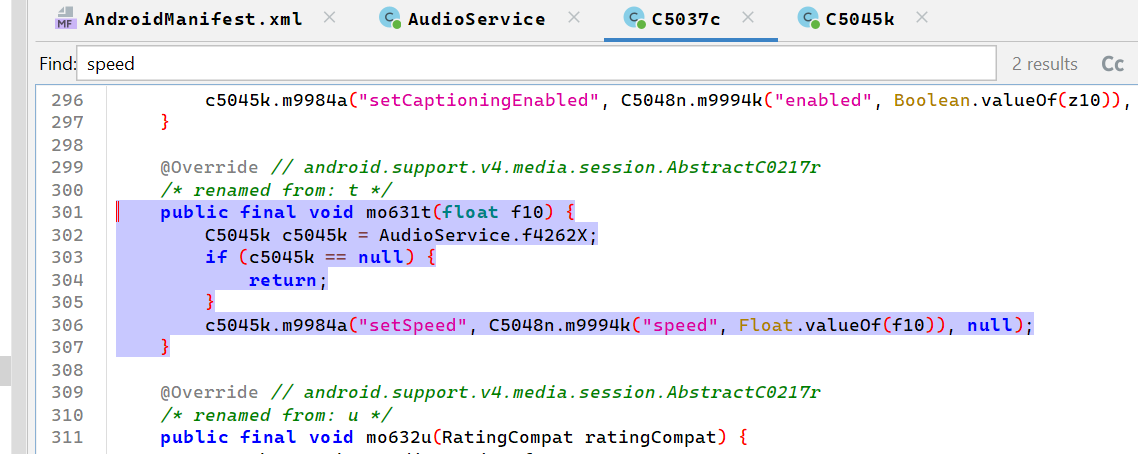 MF AndroidManifest.xml × C AudioService × C C5037c × C C5045k ×
Find: speed 2 results Cc
296 c5045k.m9984a("setCaptioningEnabled", C5048n.m9994k("enabled", Boolean.valueOf(z10)),
297 }
298
299 @Override // android.support.v4.media.session.AbstractC0217r
300 /* renamed from: t */
301 public final void mo631t(float f10) {
302 C5045k c5045k = AudioService.f4262X;
303 if (c5045k == null) {
304 return;
305 }
306 c5045k.m9984a("setSpeed", C5048n.m9994k("speed", Float.valueOf(f10)), null);
307 }
308
309 @Override // android.support.v4.media.session.AbstractC0217r
310 /* renamed from: u */
311 public final void mo632u(RatingCompat ratingCompat) {